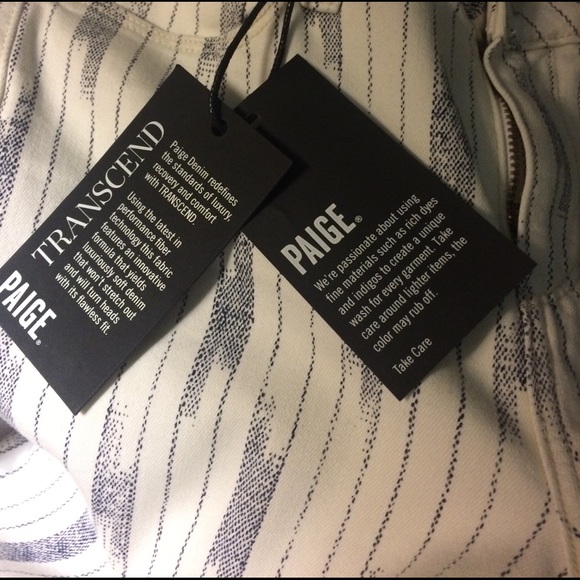 TRANSCEND
Paige Denim redefines
the standards of luxury,
recovery and comfort
with TRANSCEND.
Using the latest in
performance fiber
technology this fabric
features an innovative
formula that yields
luxuriously soft denim
that won't stretch out
and will turn heads
with its flawless fit.
PAIGE®
PAIGE®
We're passionate about using
fine materials such as rich dyes
and indigos to create a unique
wash for every garment. Take
care around lighter items, the
color may rub off.
Take Care